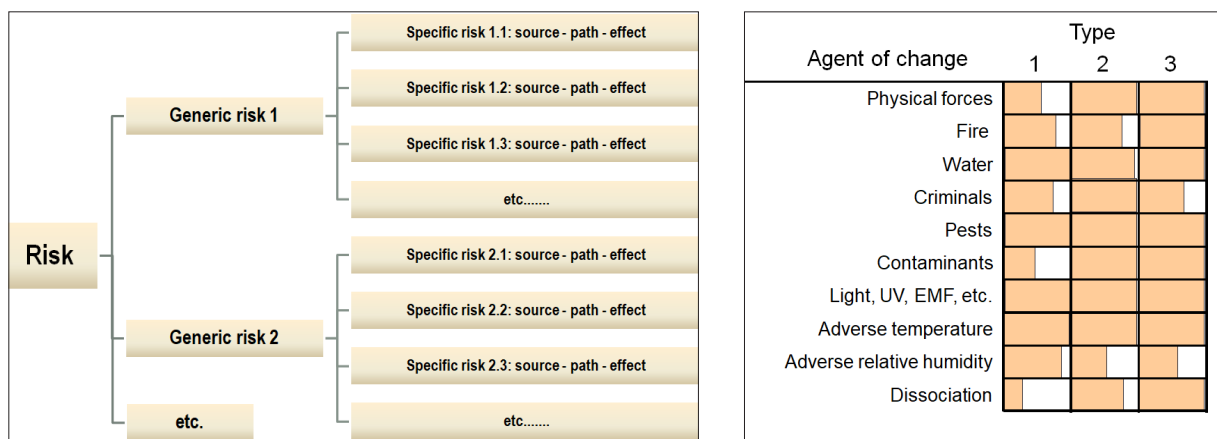 Risk
Generic risk 1
Specific risk 1.1: source - path - effect
Specific risk 1.2: source - path - effect
Specific risk 1.3: source - path - effect
etc.......
Generic risk 2
Specific risk 2.1: source - path - effect
Specific risk 2.2: source - path - effect
Specific risk 2.3: source - path - effect
etc.......
etc.
Type
Agent of change 1 2 3
Physical forces
Fire
Water
Criminals
Pests
Contaminants
Light, UV, EMF, etc.
Adverse temperature
Adverse relative humidity
Dissociation